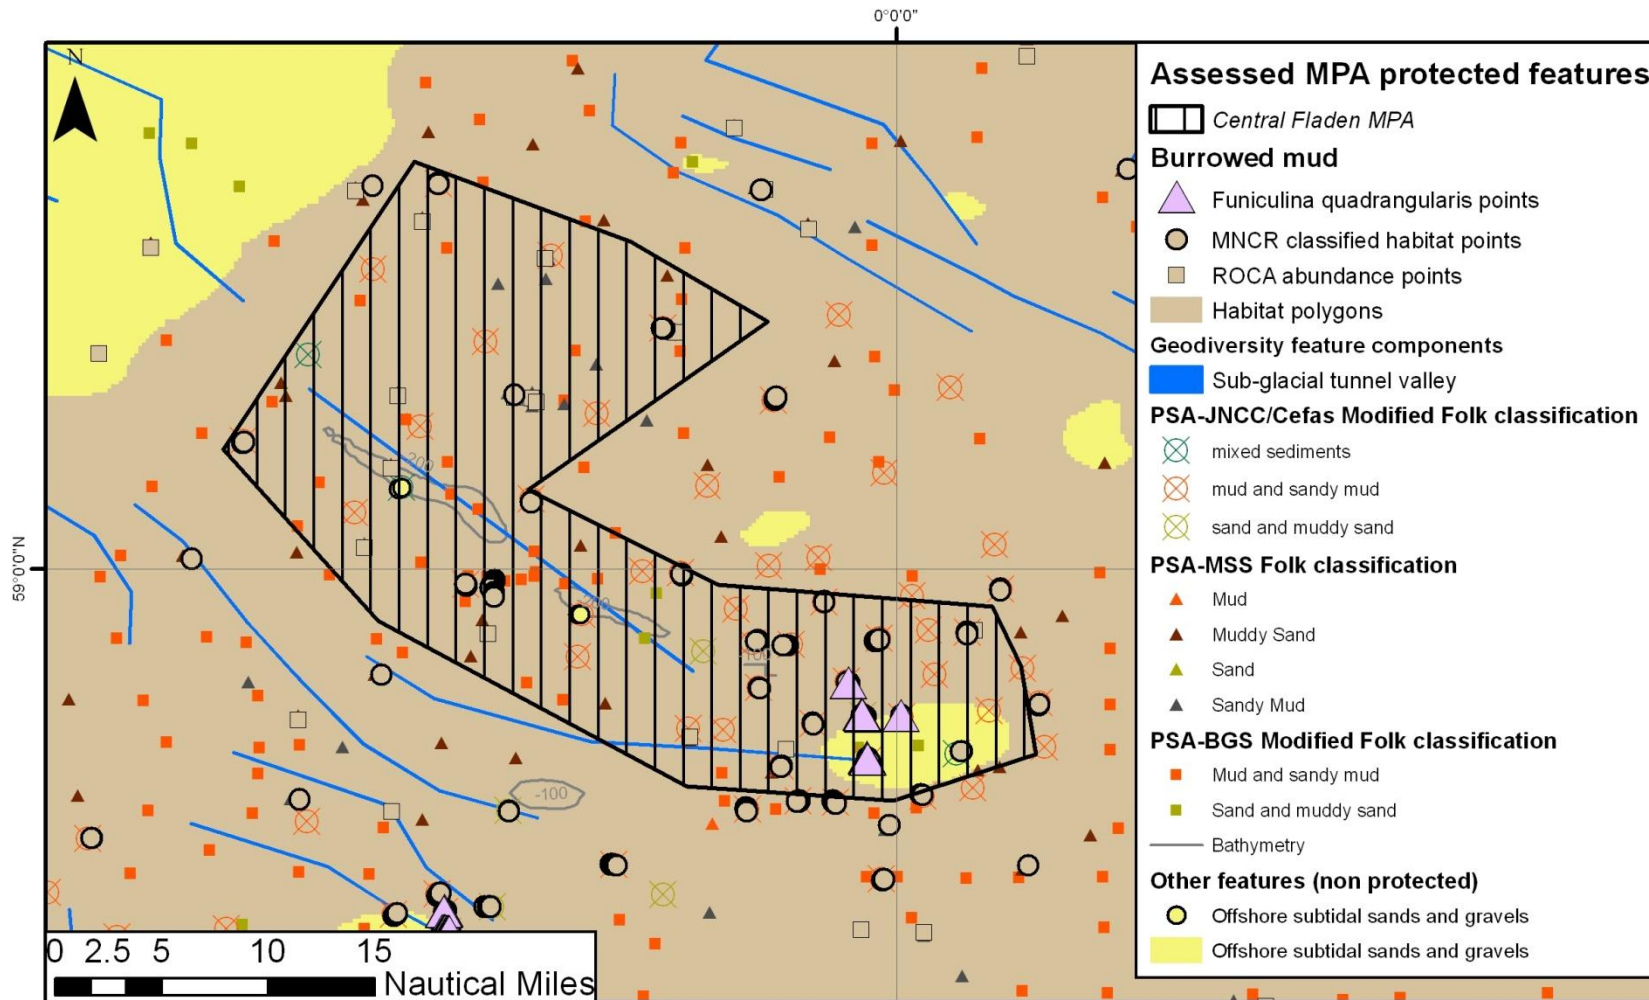 0°0'0"
N
59°0'0"N
-200
-200
-100
-100
0 2.5 5 10 15
Nautical Miles
Assessed MPA protected features
Central Fladen MPA
Burrowed mud
Funiculina quadrangularis points
MNCR classified habitat points
ROCA abundance points
Habitat polygons
Geodiversity feature components
Sub-glacial tunnel valley
PSA-JNCC/Cefas Modified Folk classification
mixed sediments
mud and sandy mud
sand and muddy sand
PSA-MSS Folk classification
Mud
Muddy Sand
Sand
Sandy Mud
PSA-BGS Modified Folk classification
Mud and sandy mud
Sand and muddy sand
Bathymetry
Other features (non protected)
Offshore subtidal sands and gravels
Offshore subtidal sands and gravels